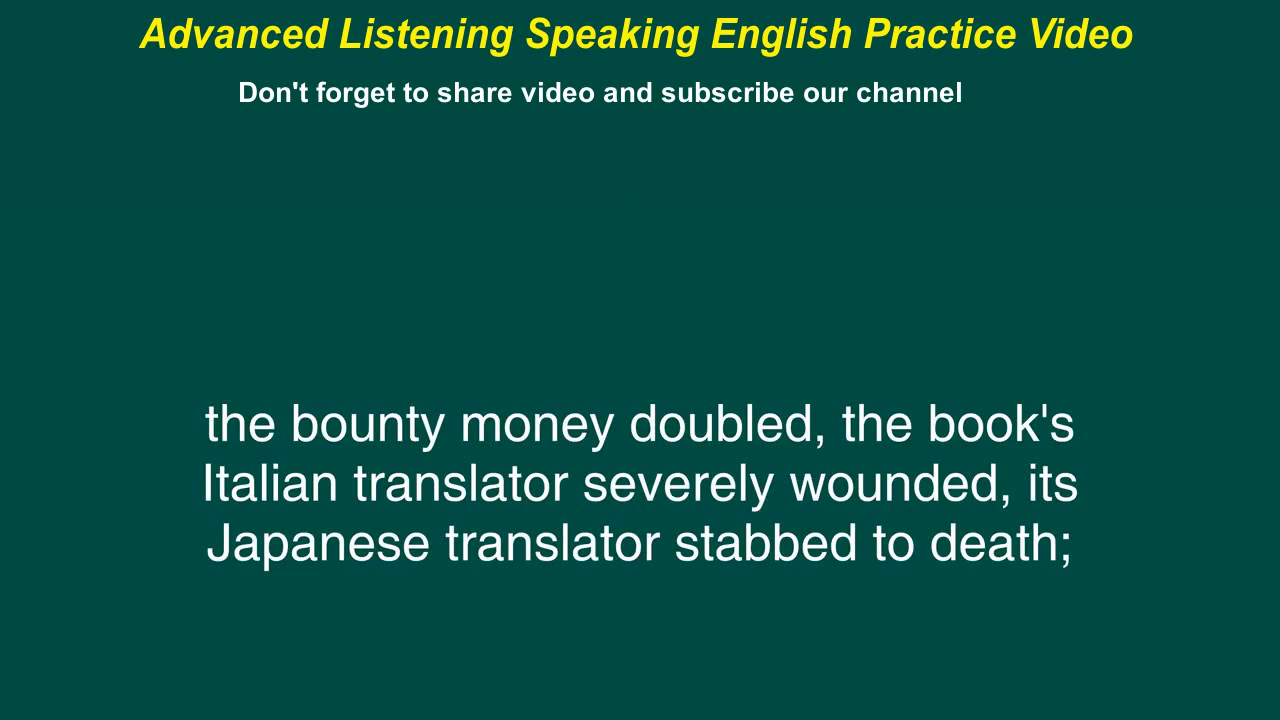 Advanced Listening Speaking English Practice Video
Don't forget to share video and subscribe our channel
the bounty money doubled, the book's
Italian translator severely wounded, its
Japanese translator stabbed to death;